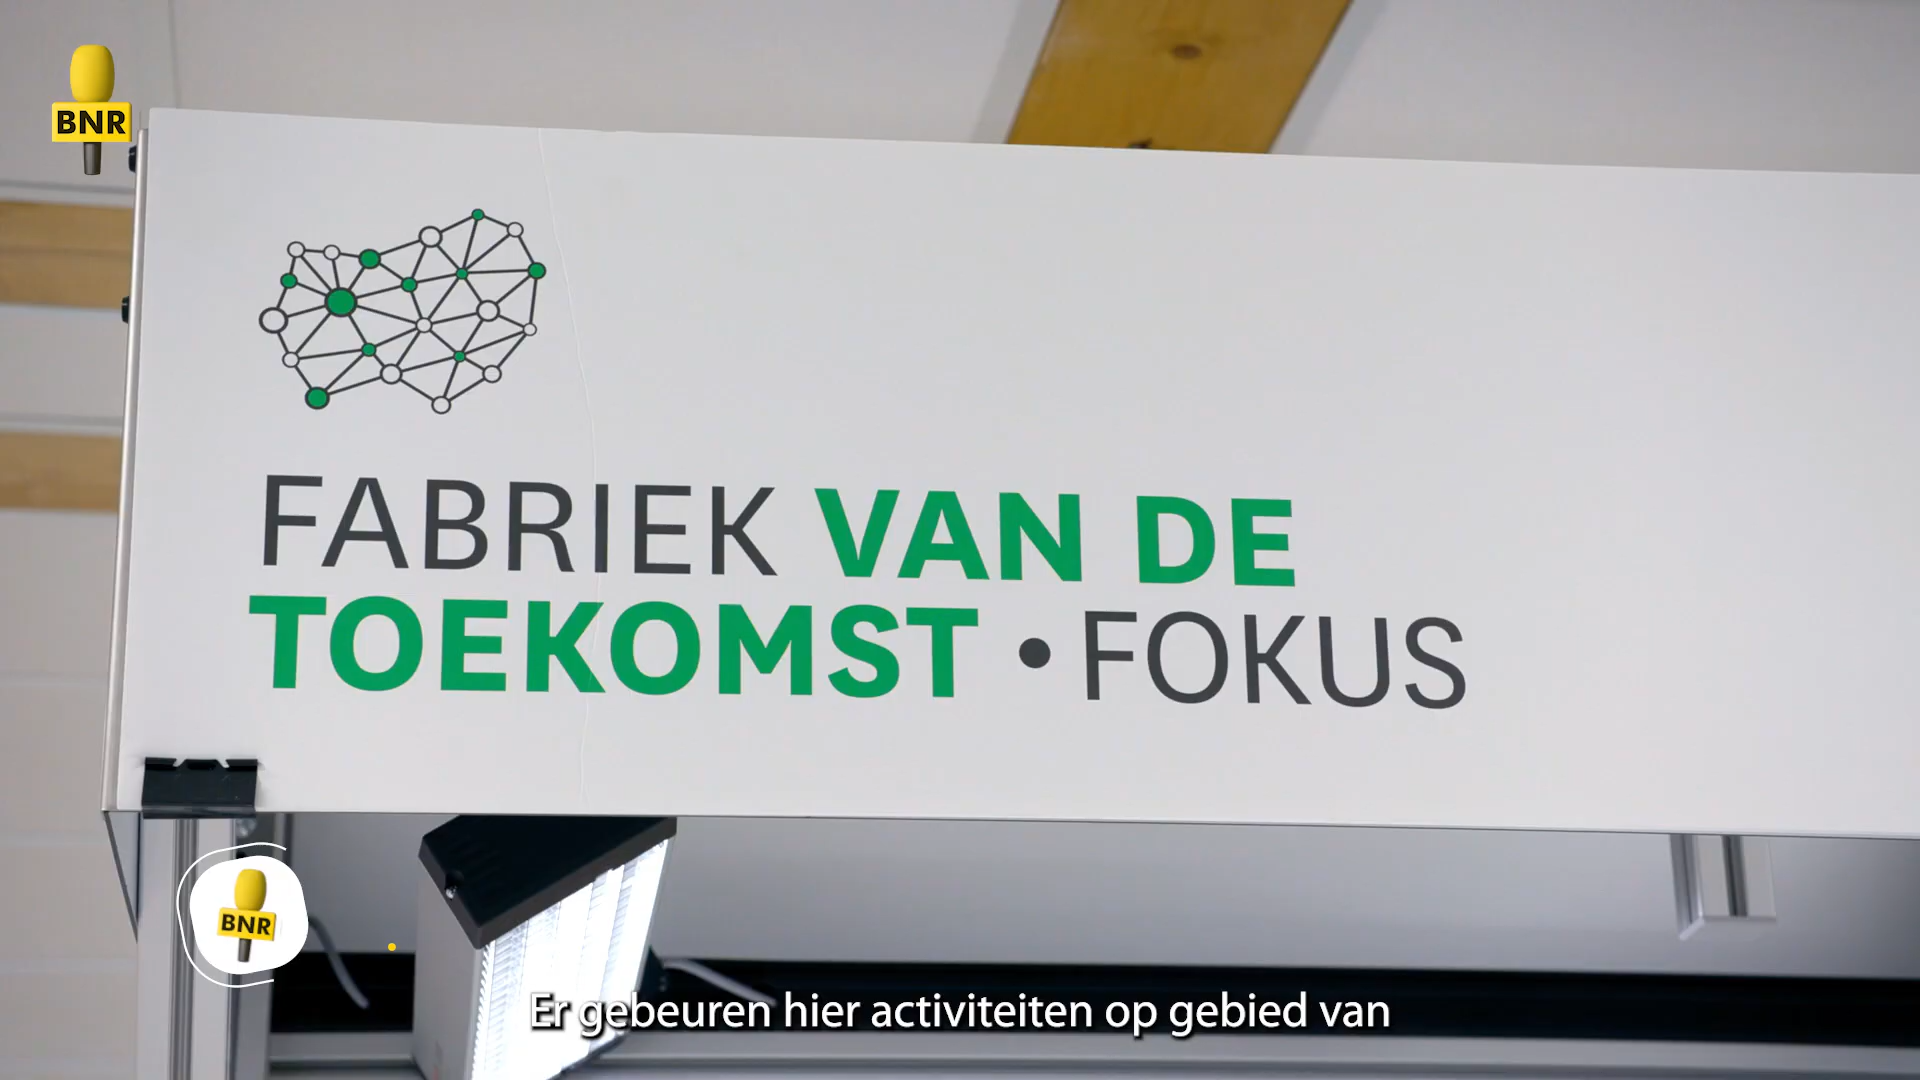 BNR
FABRIEK VAN DE
TOEKOMST • FOKUS
BNR
Er gebeuren hier activiteiten op gebied van